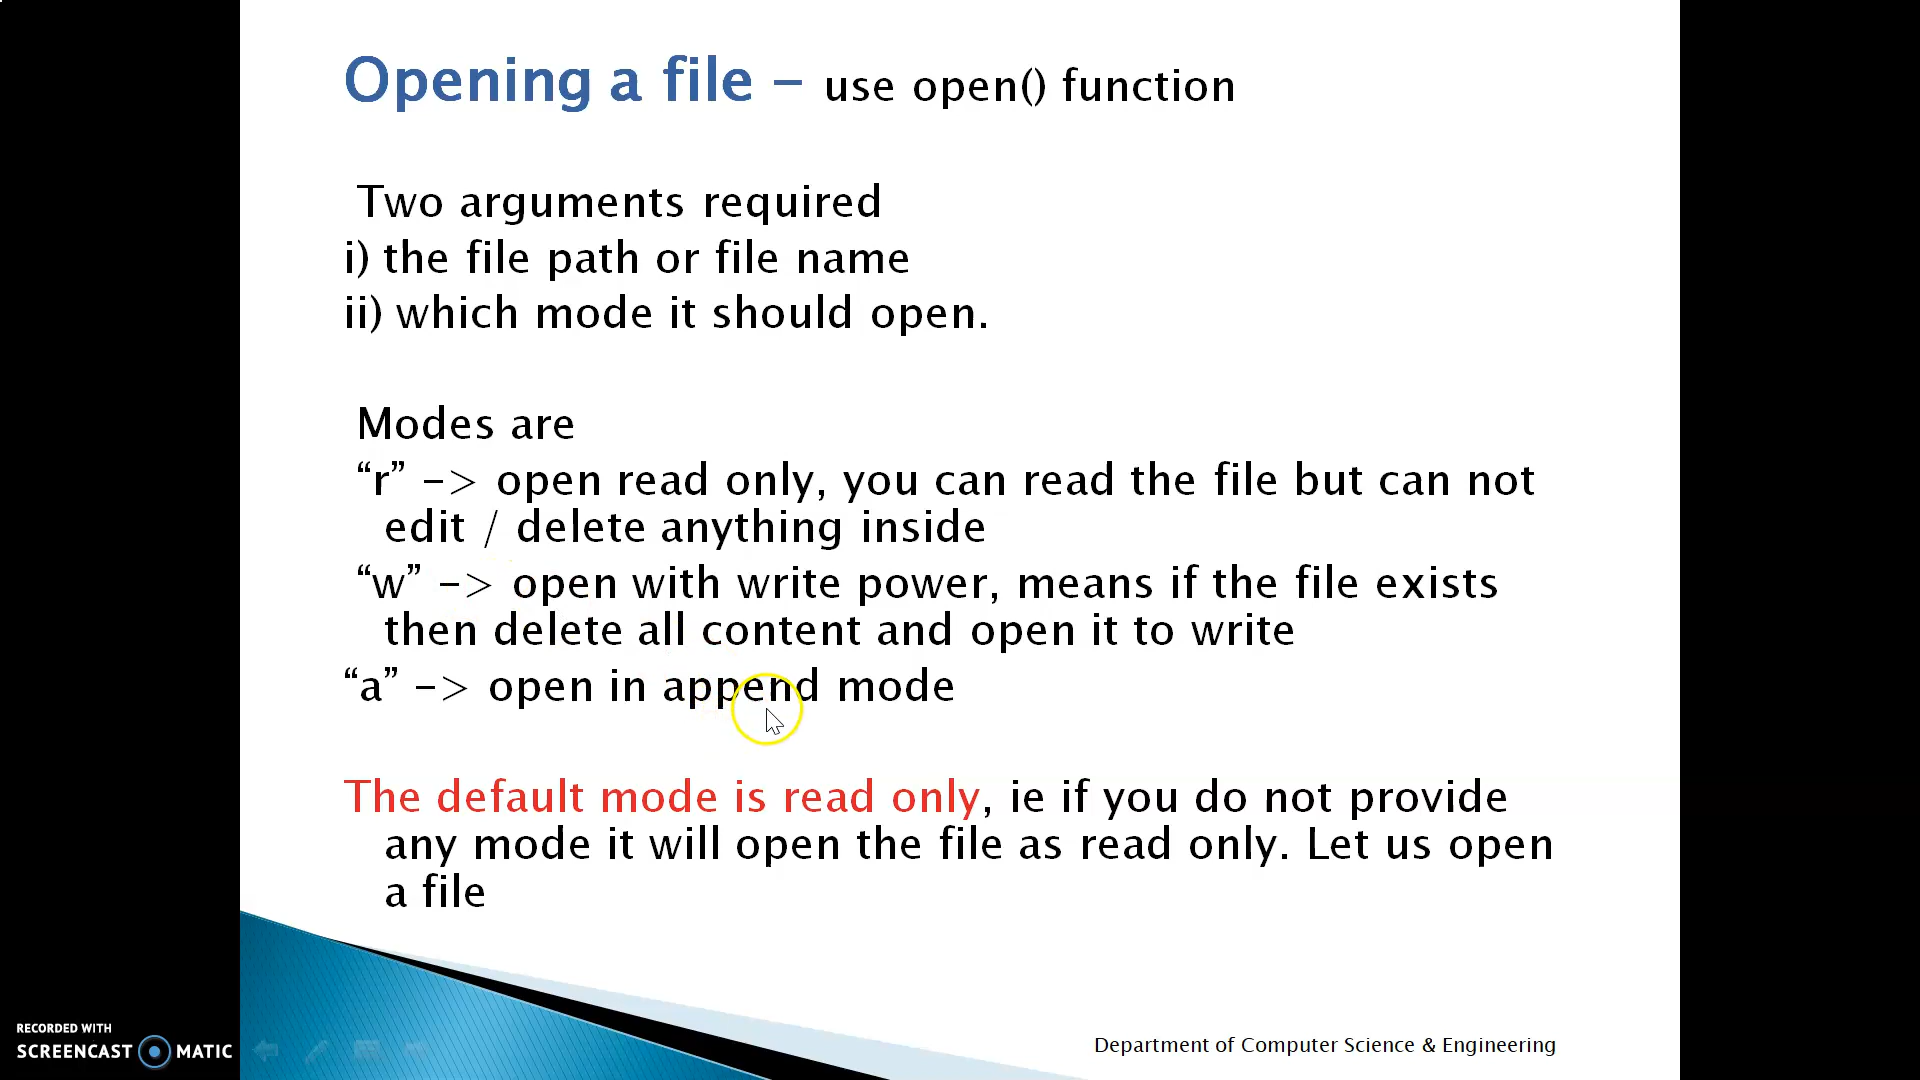 Opening a file – use open() function
Two arguments required
i) the file path or file name
ii) which mode it should open.
Modes are
“r” -> open read only, you can read the file but can not
edit / delete anything inside
“w” -> open with write power, means if the file exists
then delete all content and open it to write
“a” -> open in append mode
The default mode is read only, ie if you do not provide
any mode it will open the file as read only. Let us open
a file
RECORDED WITH
SCREENCAST MATIC
Department of Computer Science & Engineering